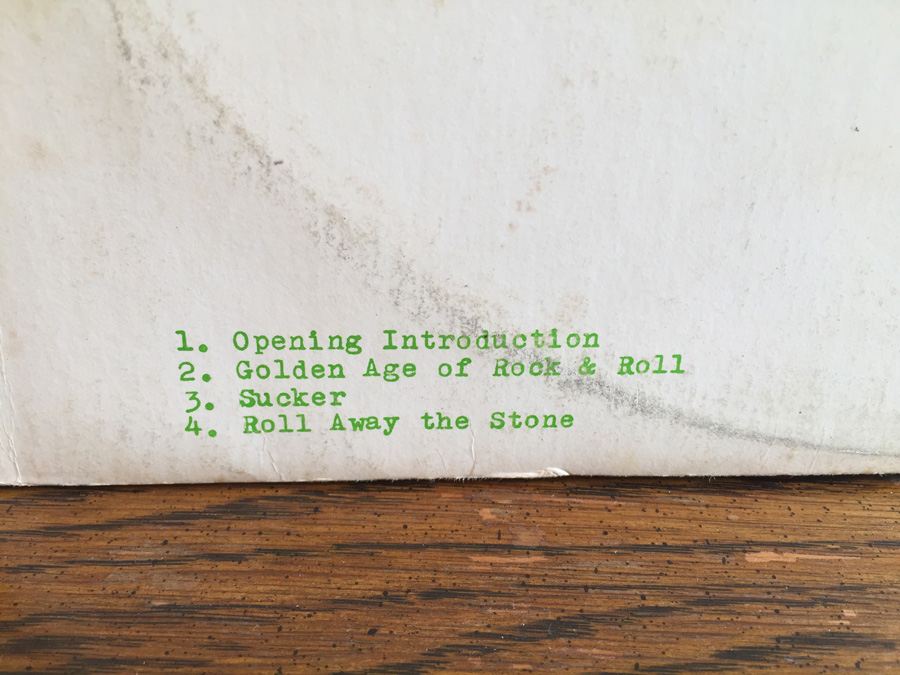 1. Opening Introduction
2. Golden Age of Rock & Roll
3. Sucker
4. Roll Away the Stone